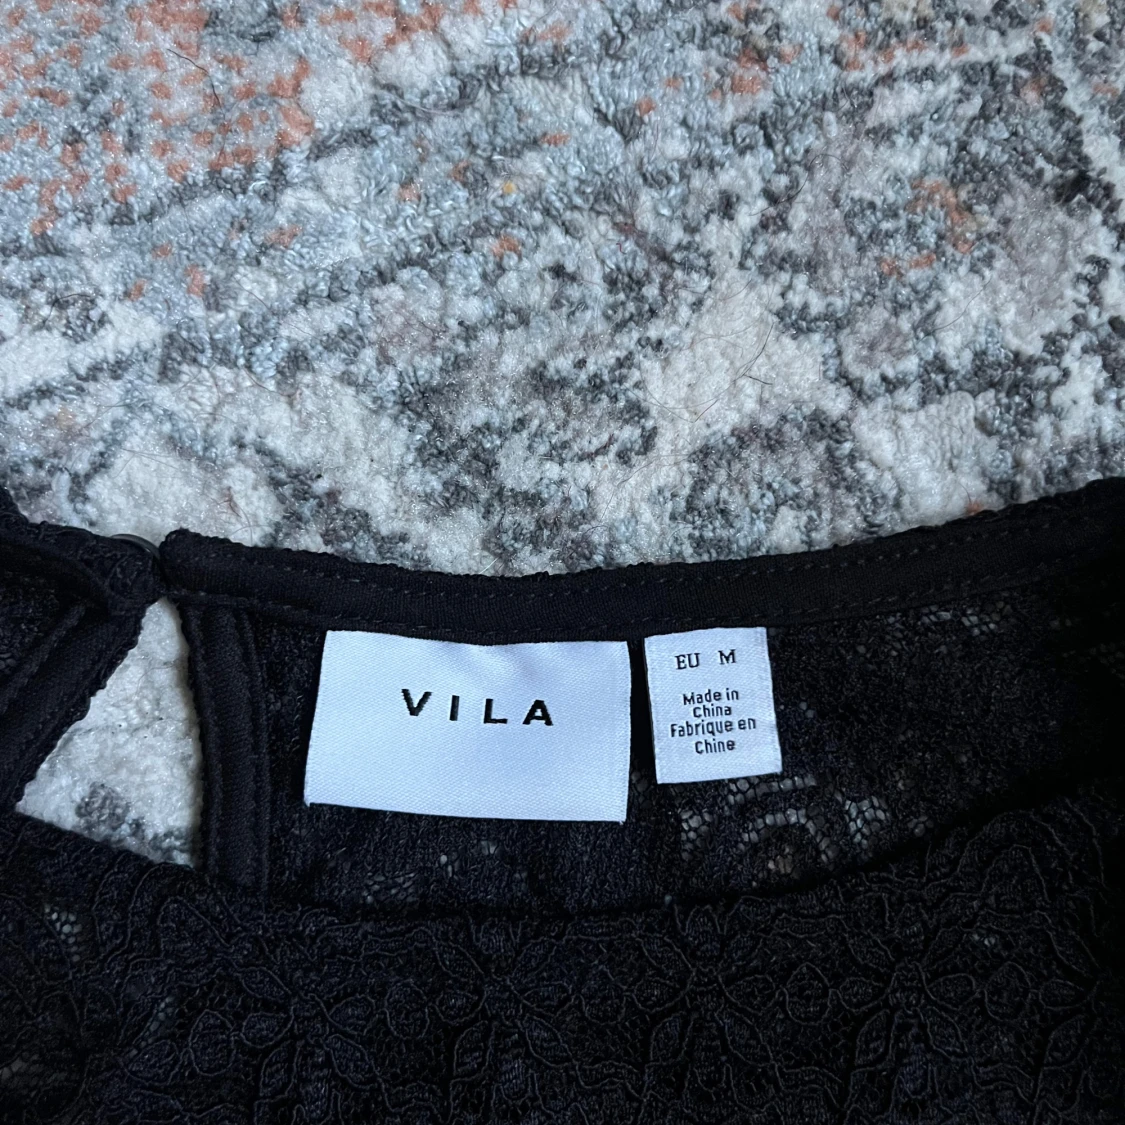 VILA
EU M
Made in
China
Fabrique en
Chine